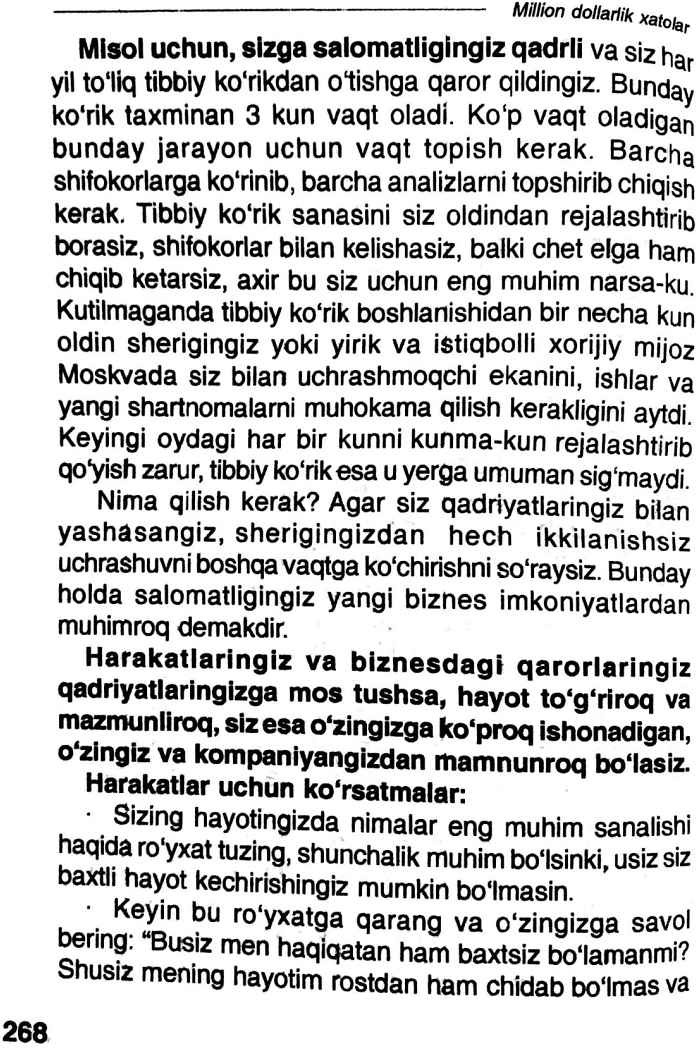 Million dollarlik xatolar
Misol uchun, sizga salomatligingiz qadrli va siz har
yil to‘liq tibbiy ko‘rikdan o‘tishga qaror qildingiz. Bunday
ko‘rik taxminan 3 kun vaqt oladi. Ko‘p vaqt oladigan
bunday jarayon uchun vaqt topish kerak. Barcha
shifokorlarga ko‘rinib, barcha analizlarni topshirib chiqish
kerak. Tibbiy ko‘rik sanasini siz oldindan rejalashtirib
borasiz, shifokorlar bilan kelishasiz, balki chet elga ham
chiqib ketarsiz, axir bu siz uchun eng muhim narsa-ku.
Kutilmaganda tibbiy ko‘rik boshlanishidan bir necha kun
oldin sherigingiz yoki yirik va istiqbolli xorijiy mijoz
Moskvada siz bilan uchrashmoqchi ekanini, ishlar va
yangi shartnomalarni muhokama qilish kerakligini aytdi.
Keyingi oydagi har bir kunni kunma-kun rejalashtirib
qo‘yish zarur, tibbiy ko‘rik esa u yerga umuman sig‘maydi.
Nima qilish kerak? Agar siz qadriyatlaringiz bilan
yashasangiz, sherigingizdan hech ikkilanishsiz
uchrashuvni boshqa vaqtga ko‘chirishni so‘raysiz. Bunday
holda salomatligingiz yangi biznes imkoniyatlardan
muhimroq demakdir.
Harakatlaringiz va biznesdagi qarorlaringiz
qadriyatlaringizga mos tushsa, hayot to‘g‘riroq va
mazmunliroq, siz esa o‘zingizga ko‘proq ishonadigan,
o‘zingiz va kompaniyangizdan mamnunroq bo‘lasiz.
Harakatlar uchun ko‘rsatmalar:
· Sizing hayotingizda nimalar eng muhim sanalishi
haqida ro‘yxat tuzing, shunchalik muhim bo‘lsinki, usiz siz
baxtli hayot kechirishingiz mumkin bo‘lmasin.
· Keyin bu ro‘yxatga qarang va o‘zingizga savol
bering: “Busiz men haqiqatan ham baxtsiz bo‘lamanmi?
Shusiz mening hayotim rostdan ham chidab bo‘lmas va
268